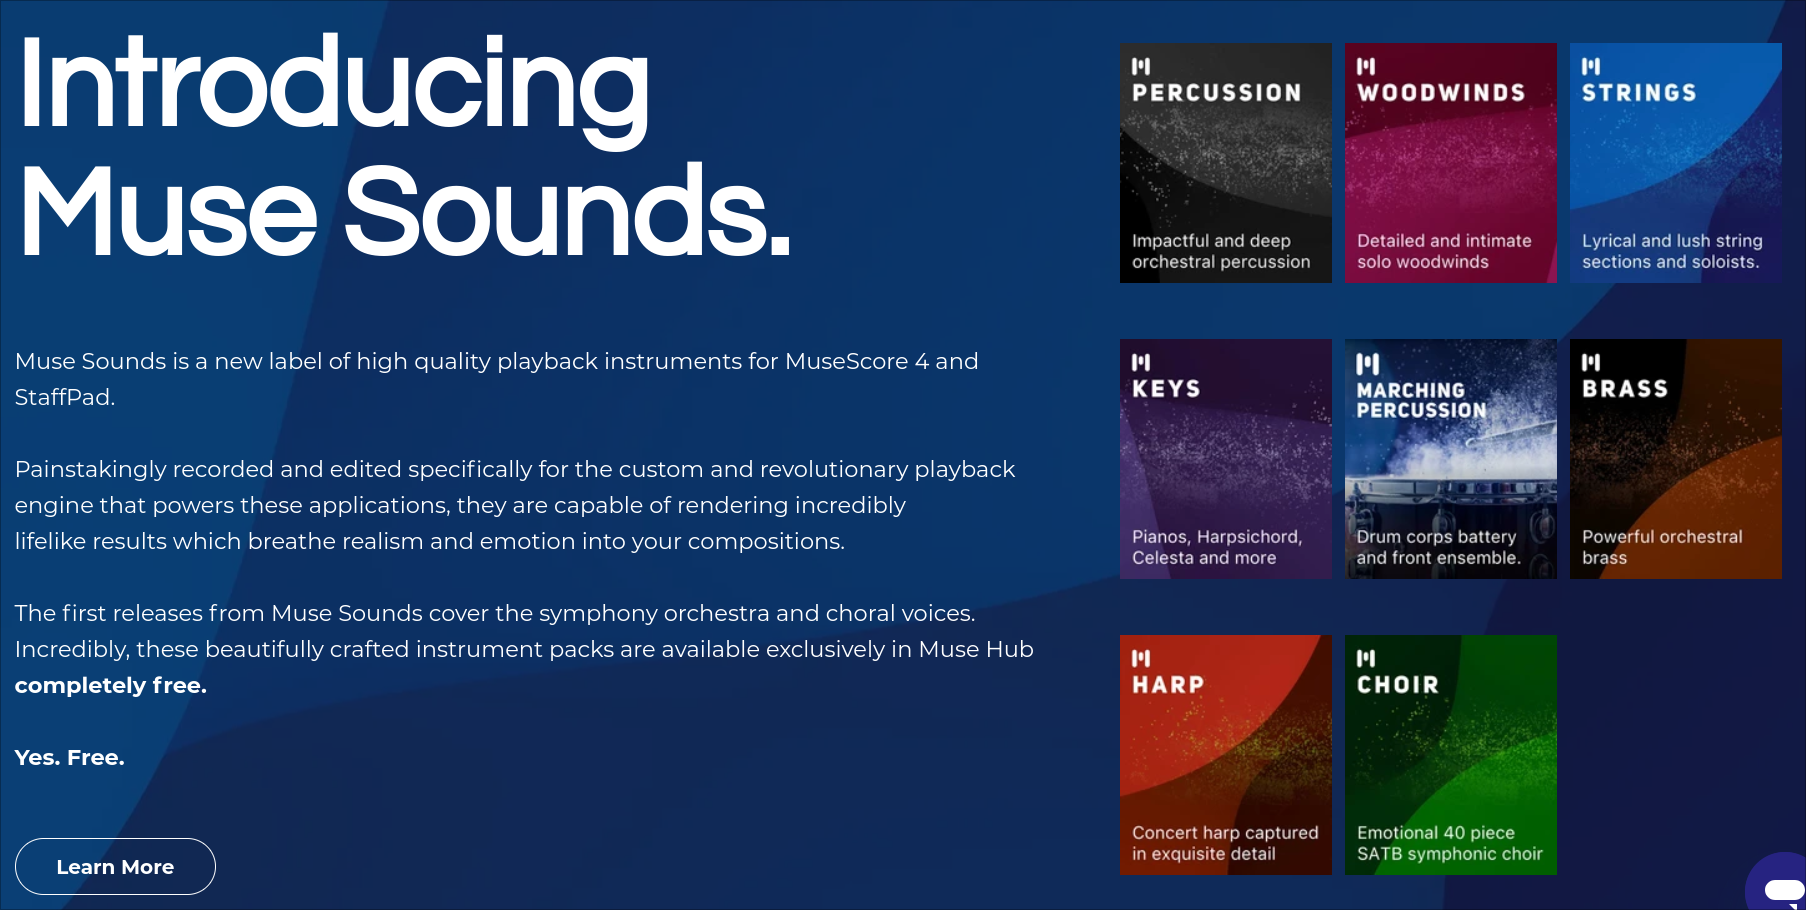 Introducing
Muse Sounds.
Muse Sounds is a new label of high quality playback instruments for MuseScore 4 and
StaffPad.
Painstakingly recorded and edited specifically for the custom and revolutionary playback
engine that powers these applications, they are capable of rendering incredibly
lifelike results which breathe realism and emotion into your compositions.
The first releases from Muse Sounds cover the symphony orchestra and choral voices.
Incredibly, these beautifully crafted instrument packs are available exclusively in Muse Hub
completely free.
Yes. Free.
Learn More
PERCUSSION
Impactful and deep
orchestral percussion
WOODWINDS
Detailed and intimate
solo woodwinds
STRINGS
Lyrical and lush string
sections and soloists.
KEYS
Pianos, Harpsichord,
Celesta and more
MARCHING
PERCUSSION
Drum corps battery
and front ensemble.
BRASS
Powerful orchestral
brass
HARP
Concert harp captured
in exquisite detail
CHOIR
Emotional 40 piece
SATB symphonic choir